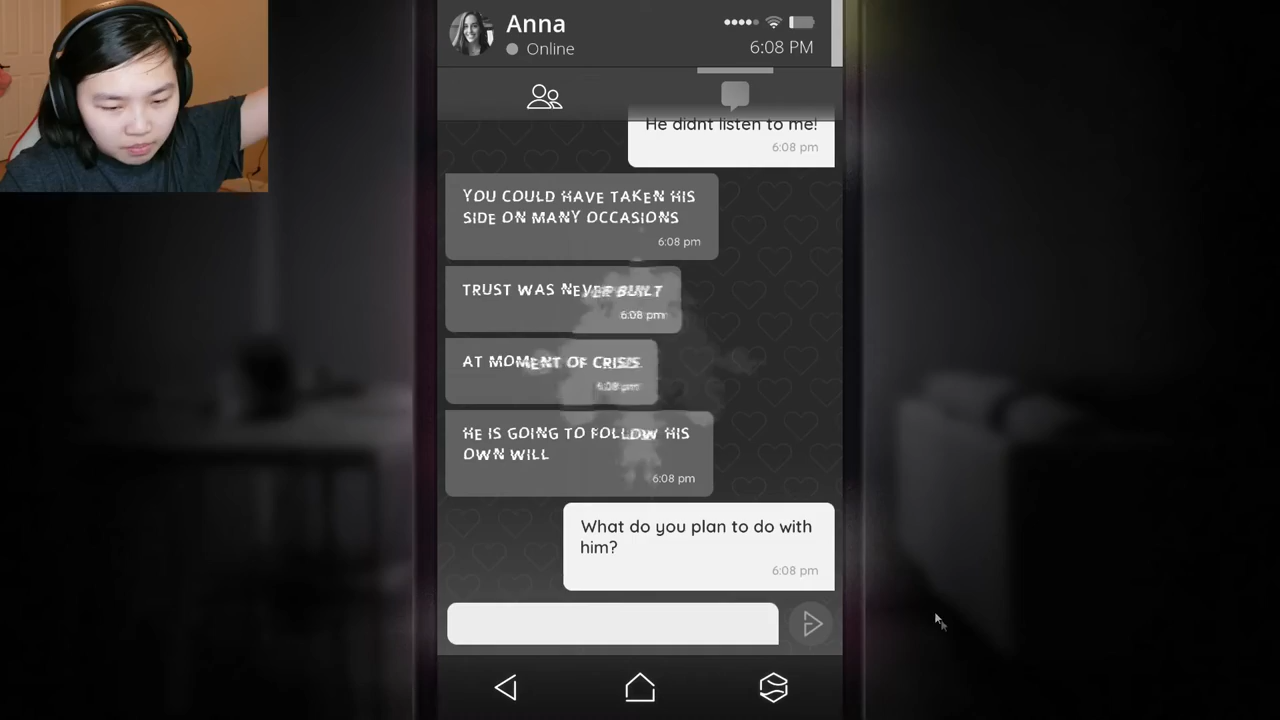 Anna
Online
6:08 PM
He didnt listen to me!
6:08 pm
YOU COULD HAVE TAKEN HIS
SIDE ON MANY OCCASIONS
6:08 pm
TRUST WAS NEVER BUILT
6:08 pm
AT MOMENT OF CRISIS
6:08 pm
HE IS GOING TO FOLLOW HIS
OWN WILL
6:08 pm
What do you plan to do with
him?
6:08 pm